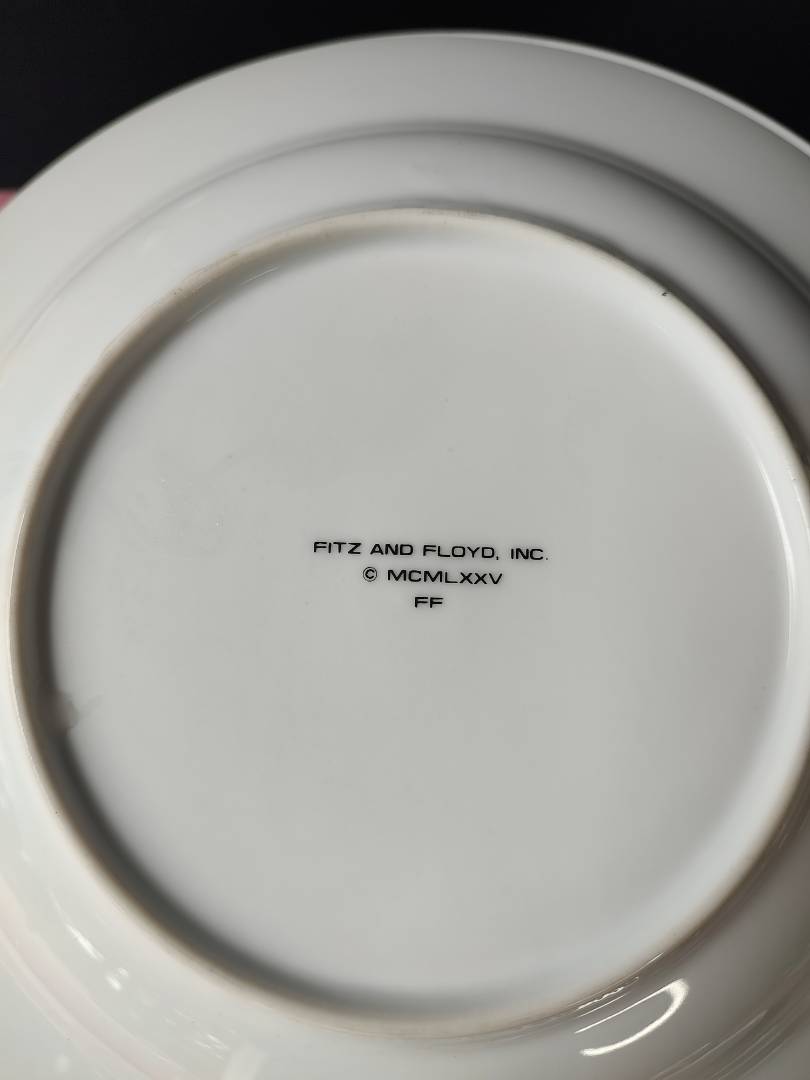 FITZ AND FLOYD, INC.
© MCMLXXV
FF